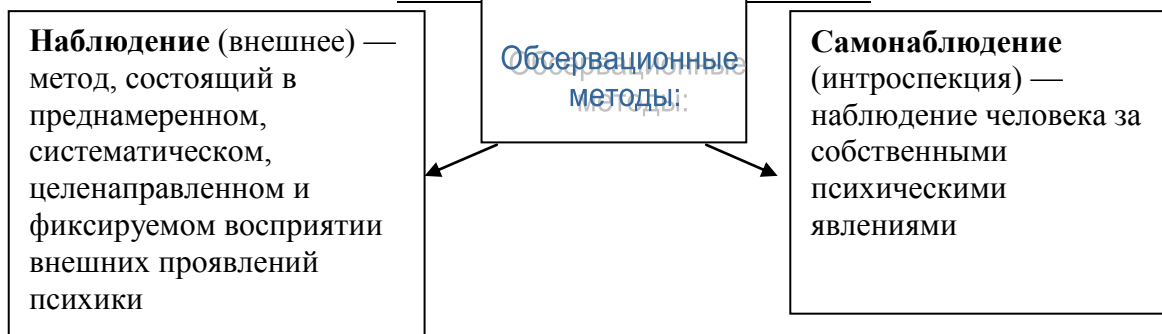 Обсервационные
методы:
Наблюдение (внешнее) —
метод, состоящий в
преднамеренном,
систематическом,
целенаправленном и
фиксируемом восприятии
внешних проявлений
психики
Самонаблюдение
(интроспекция) —
наблюдение человека за
собственными
психическими
явлениями